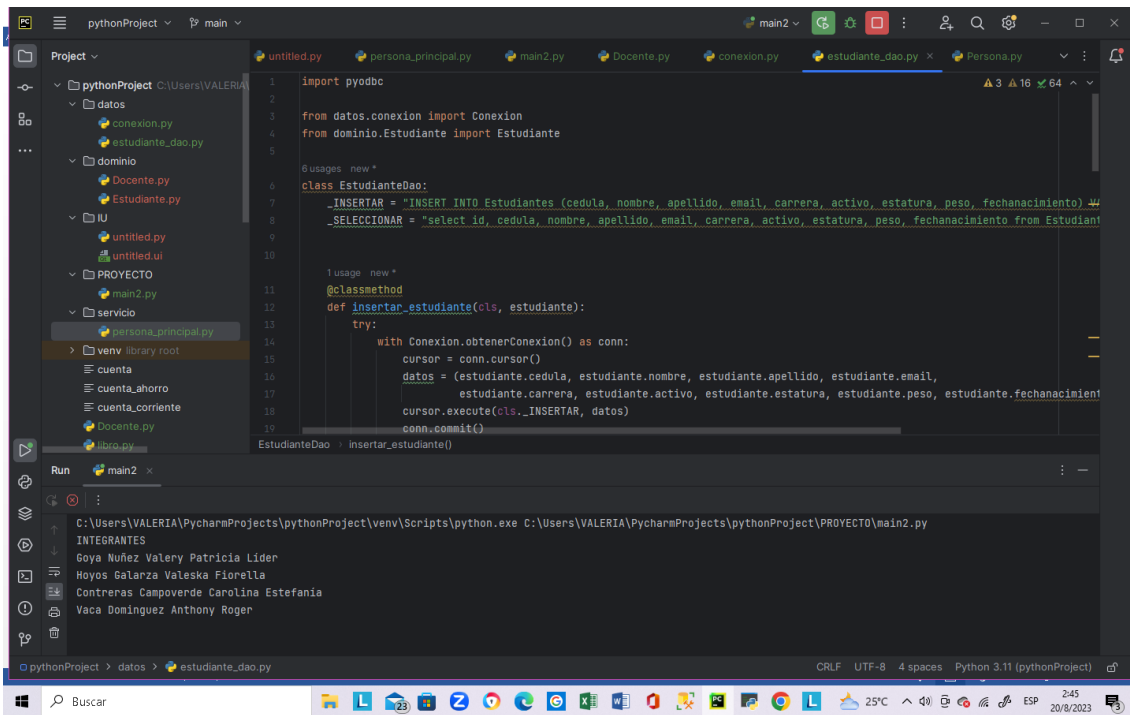 pythonProject main main2
Project
untitled.py persona_principal.py main2.py Docente.py conexion.py estudiante_dao.py Persona.py
pythonProject C:\Users\VALERIA\
datos
conexion.py
estudiante_dao.py
dominio
Docente.py
Estudiante.py
IU
untitled.py
untitled.ui
PROYECTO
main2.py
servicio
persona_principal.py
venv library root
cuenta
cuenta_ahorro
cuenta_corriente
Docente.py
libro.py
3 16 64
1 import pyodbc
2
3 from datos.conexion import Conexion
4 from dominio.Estudiante import Estudiante
5
6 usages new *
6 class EstudianteDao:
7 _INSERTAR = "INSERT INTO Estudiantes (cedula, nombre, apellido, email, carrera, activo, estatura, peso, fechanacimiento)
8 _SELECCIONAR = "select id, cedula, nombre, apellido, email, carrera, activo, estatura, peso, fechanacimiento from Estudiant
9
10
1 usage new *
11 @classmethod
12 def insertar_estudiante(cls, estudiante):
13 try:
14 with Conexion.obtenerConexion() as conn:
15 cursor = conn.cursor()
16 datos = (estudiante.cedula, estudiante.nombre, estudiante.apellido, estudiante.email,
17 estudiante.carrera, estudiante.activo, estudiante.estatura, estudiante.peso, estudiante.fechanacimient
18 cursor.execute(cls._INSERTAR, datos)
19 conn.commit()
EstudianteDao > insertar_estudiante()
Run main2
C:\Users\VALERIA\PycharmProjects\pythonProject\venv\Scripts\python.exe C:\Users\VALERIA\PycharmProjects\pythonProject\PROYECTO\main2.py
INTEGRANTES
Goya Nuñez Valery Patricia Lider
Hoyos Galarza Valeska Fiorella
Contreras Campoverde Carolina Estefania
Vaca Dominguez Anthony Roger
pythonProject > datos > estudiante_dao.py CRLF UTF-8 4 spaces Python 3.11 (pythonProject)
Buscar 23 25°C ESP 2:45
20/8/2023 3